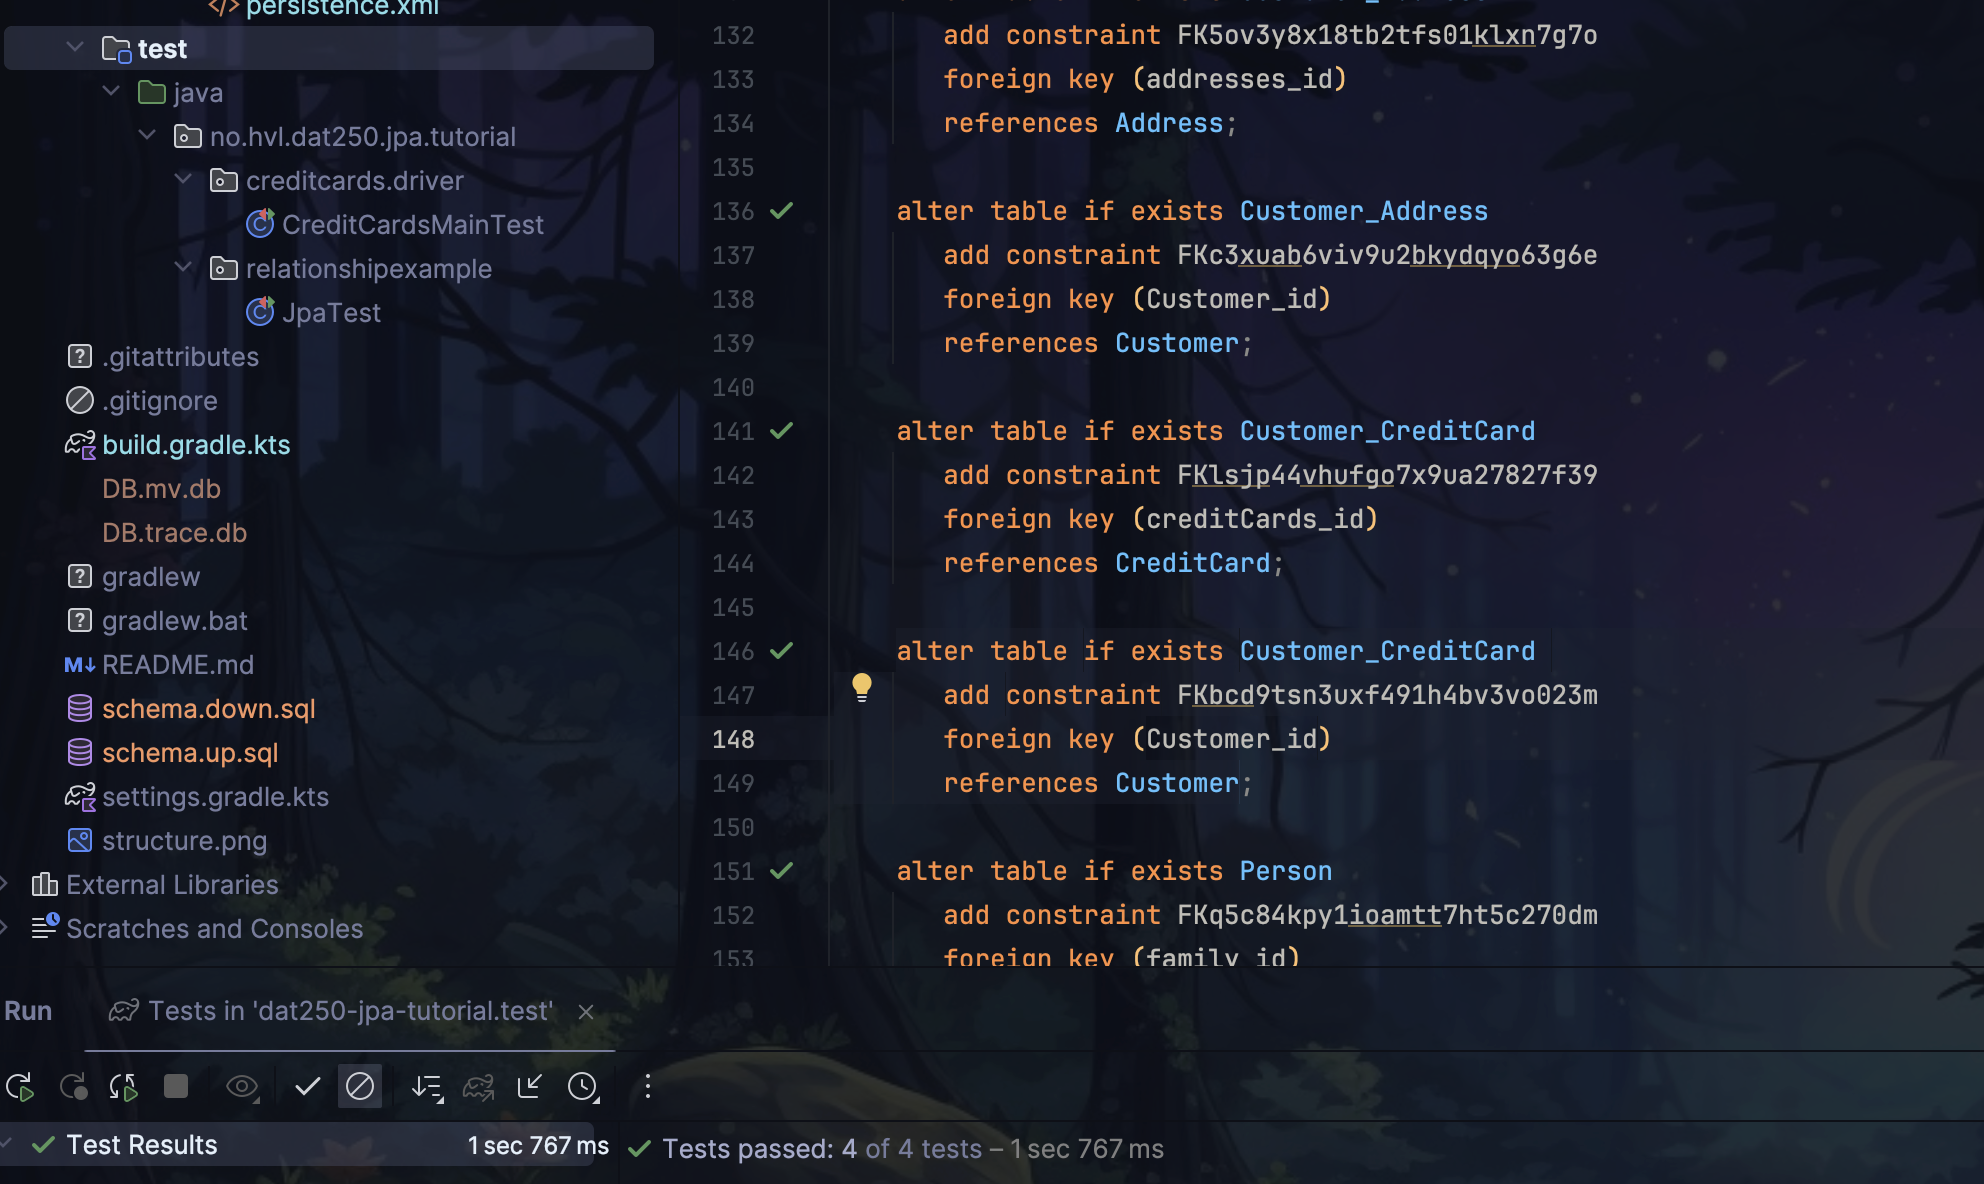 persistence.xml
test
java
no.hvl.dat250.jpa.tutorial
creditcards.driver
CreditCardsMainTest
relationshipexample
JpaTest
.gitattributes
.gitignore
build.gradle.kts
DB.mv.db
DB.trace.db
gradlew
gradlew.bat
M↓ README.md
schema.down.sql
schema.up.sql
settings.gradle.kts
structure.png
External Libraries
Scratches and Consoles
132 add constraint FK5ov3y8x18tb2tfs01klxn7g7o
133 foreign key (addresses_id)
134 references Address;
135
136 alter table if exists Customer_Address
137 add constraint FKc3xuab6viv9u2bkydqyo63g6e
138 foreign key (Customer_id)
139 references Customer;
140
141 alter table if exists Customer_CreditCard
142 add constraint FKlsjp44vhufgo7x9ua27827f39
143 foreign key (creditCards_id)
144 references CreditCard;
145
146 alter table if exists Customer_CreditCard
147 add constraint FKbcd9tsn3uxf491h4bv3vo023m
148 foreign key (Customer_id)
149 references Customer;
150
151 alter table if exists Person
152 add constraint FKq5c84kpy1ioamtt7ht5c270dm
153 foreign key (family_id)
Run Tests in 'dat250-jpa-tutorial.test'
Test Results 1 sec 767 ms
Tests passed: 4 of 4 tests – 1 sec 767 ms